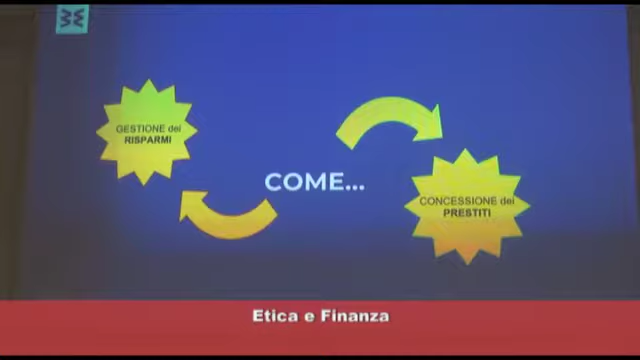 GESTIONE dei
RISPARMI
COME...
CONCESSIONE dei
PRESTITI
Etica e Finanza